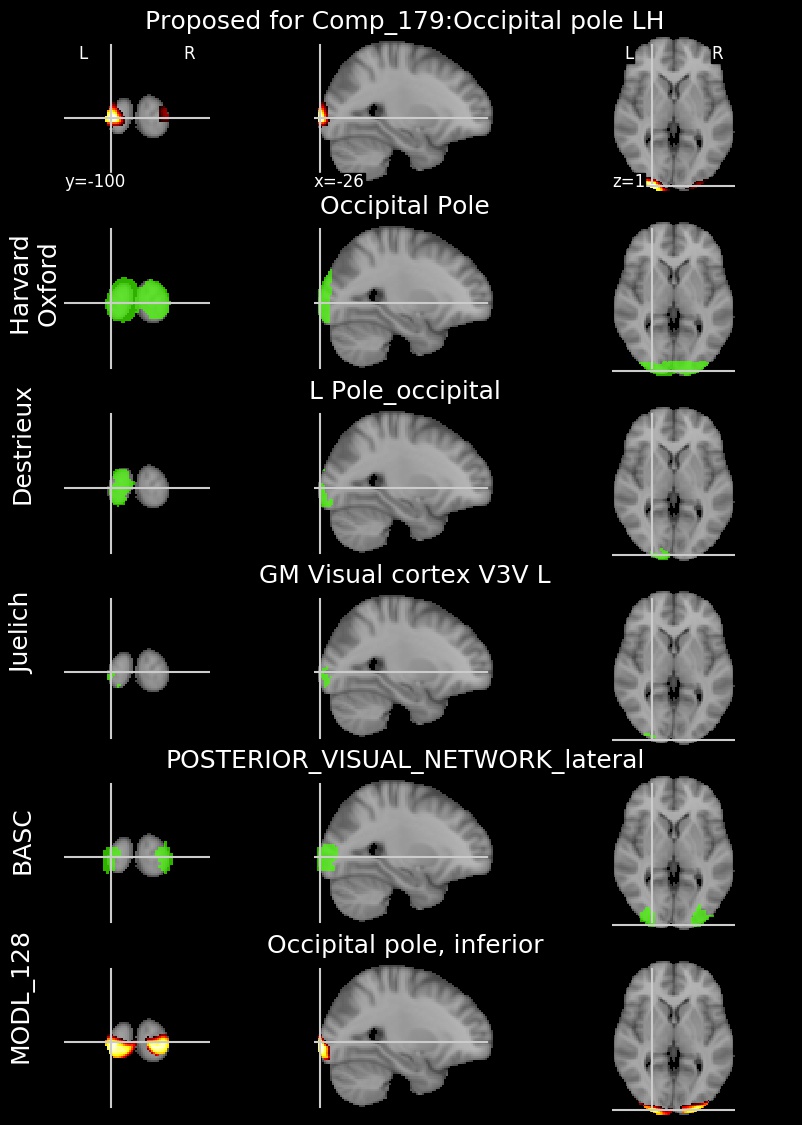 Proposed for Comp_179:Occipital pole LH
L R L R
y=-100 x=-26 z=1
Occipital Pole
Harvard
Oxford
L Pole_occipital
Destrieux
GM Visual cortex V3V L
Juelich
POSTERIOR_VISUAL_NETWORK_lateral
BASC
Occipital pole, inferior
MODL_128